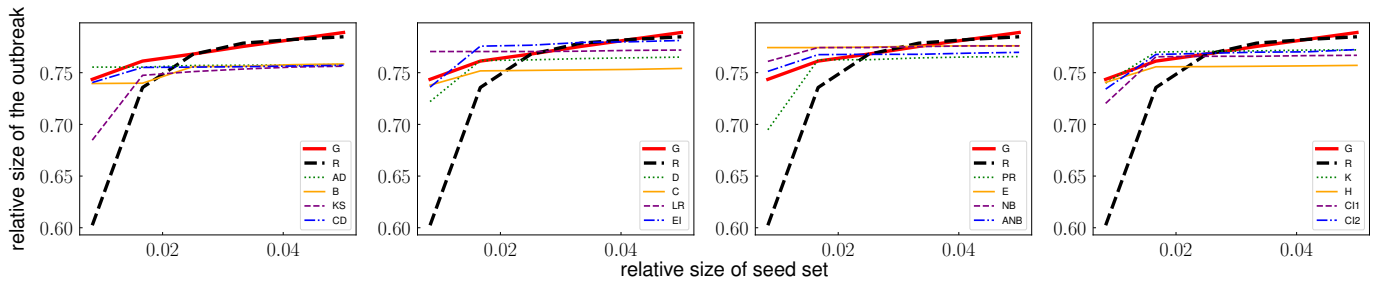 relative size of the outbreak
0.75
0.70
0.65
0.60
0.02
0.04
G
R
AD
B
KS
CD
0.75
0.70
0.65
0.60
0.02
0.04
G
R
D
C
LR
EI
0.75
0.70
0.65
0.60
0.02
0.04
G
R
PR
E
NB
ANB
0.75
0.70
0.65
0.60
0.02
0.04
G
R
K
H
CI1
CI2
relative size of seed set